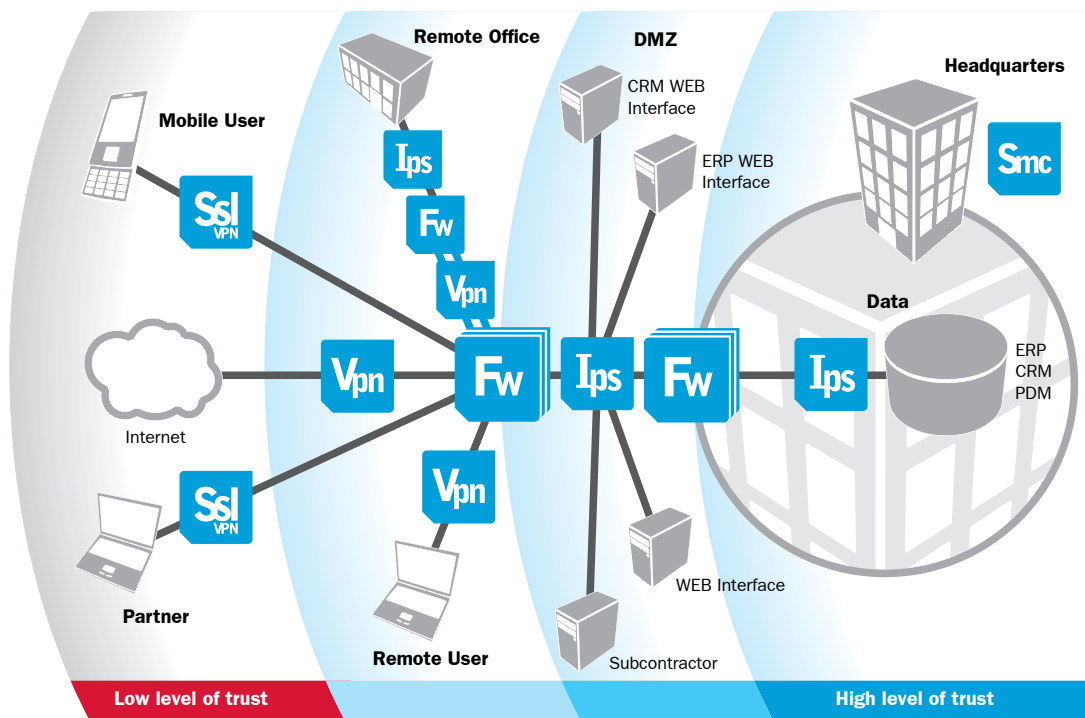 Remote Office
DMZ
Headquarters
CRM WEB
Interface
Mobile User
Ips
Smc
ERP WEB
Interface
Ssl
VPN
Fw
Vpn
Data
Vpn
Fw
Ips
Fw
Ips
ERP
CRM
PDM
Internet
Ssl
VPN
Vpn
WEB Interface
Partner
Remote User
Subcontractor
Low level of trust
High level of trust